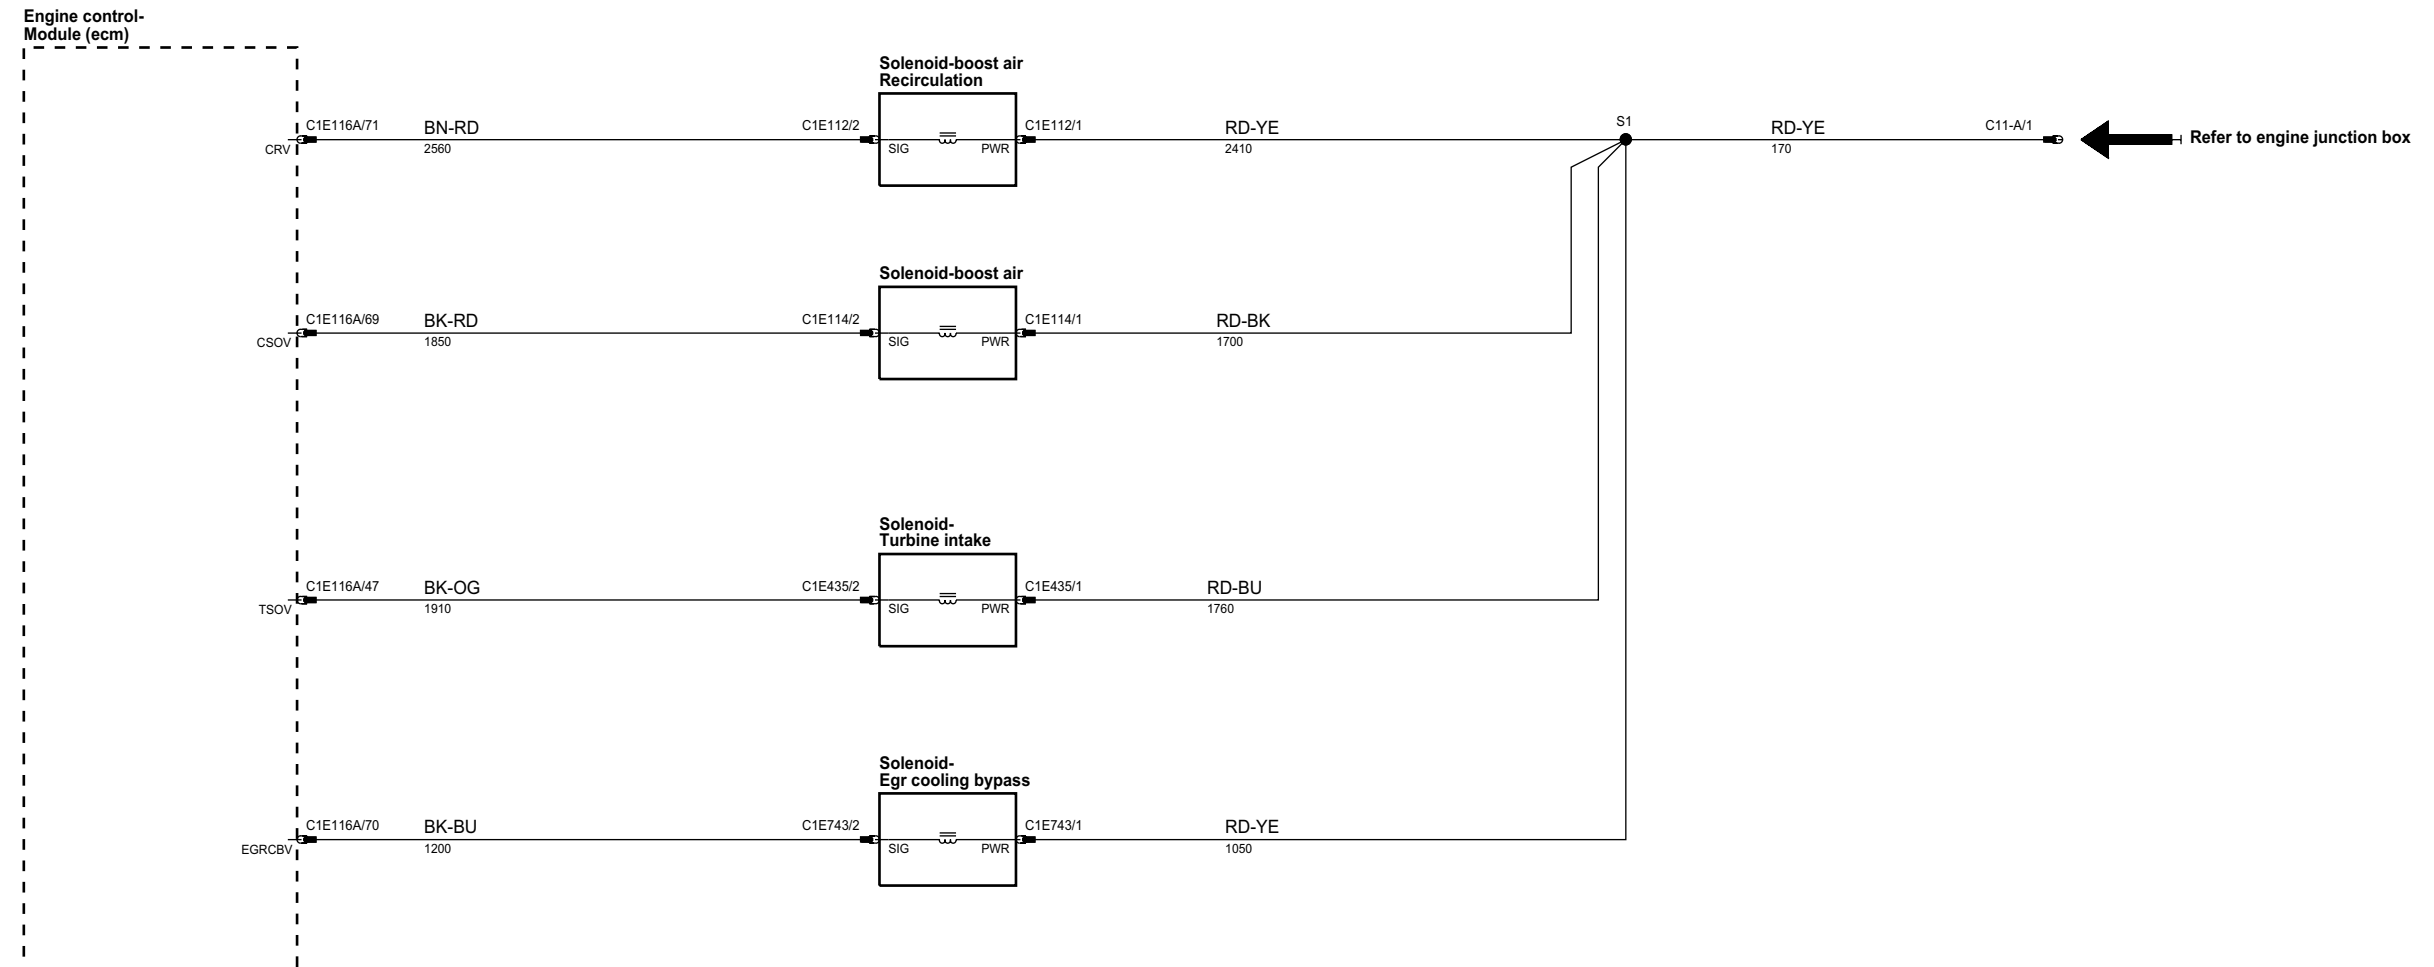 Engine control-
Module (ecm)
Solenoid-boost air
Recirculation
C1E116A/71
BN-RD
C1E112/2
C1E112/1
RD-YE
S1
RD-YE
C11-A/1
Refer to engine junction box
CRV
2560
SIG
PWR
2410
170
Solenoid-boost air
C1E116A/69
BK-RD
C1E114/2
C1E114/1
RD-BK
CSOV
1850
SIG
PWR
1700
Solenoid-
Turbine intake
C1E116A/47
BK-OG
C1E435/2
C1E435/1
RD-BU
TSOV
1910
SIG
PWR
1760
Solenoid-
Egr cooling bypass
C1E116A/70
BK-BU
C1E743/2
C1E743/1
RD-YE
EGRCBV
1200
SIG
PWR
1050